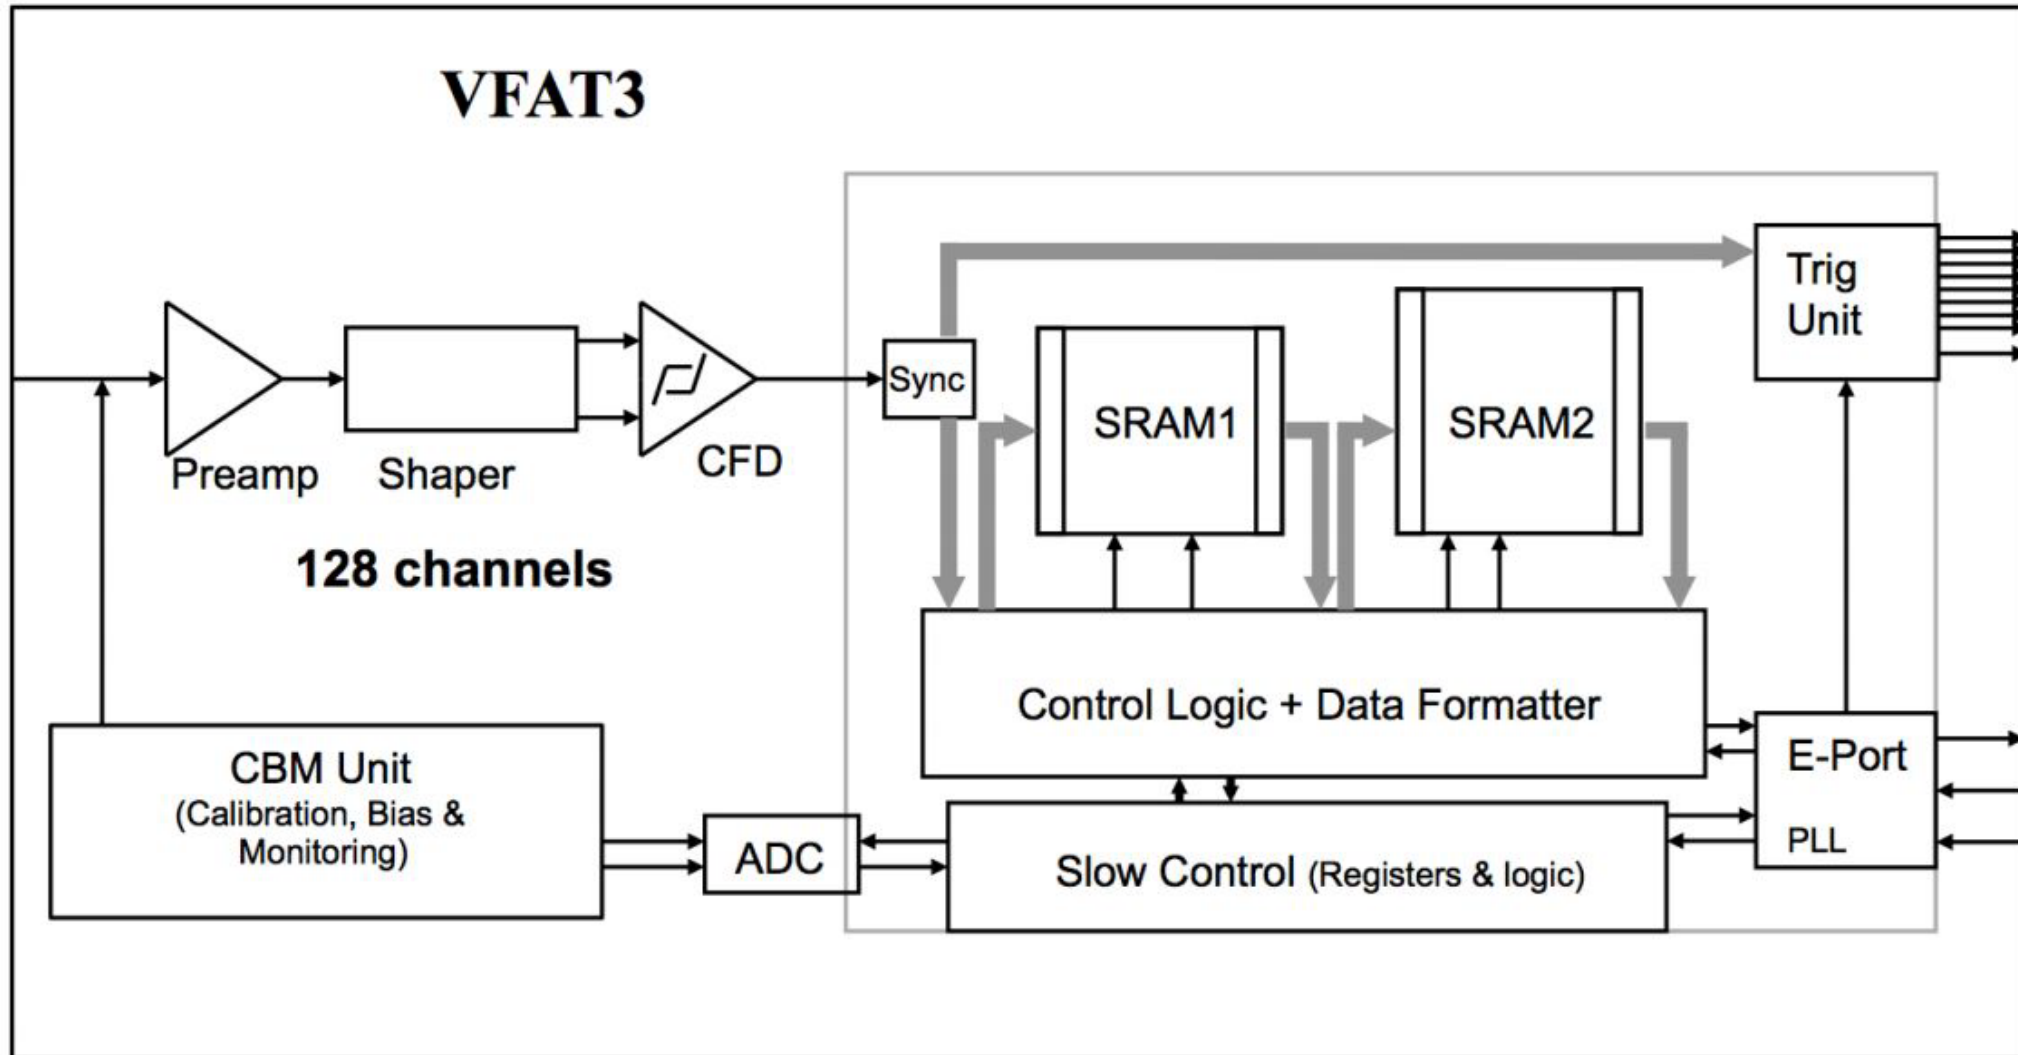 VFAT3
Trig
Unit
Sync
SRAM1
SRAM2
Preamp
Shaper
CFD
128 channels
Control Logic + Data Formatter
CBM Unit
(Calibration, Bias &
Monitoring)
ADC
Slow Control (Registers & logic)
E-Port
PLL